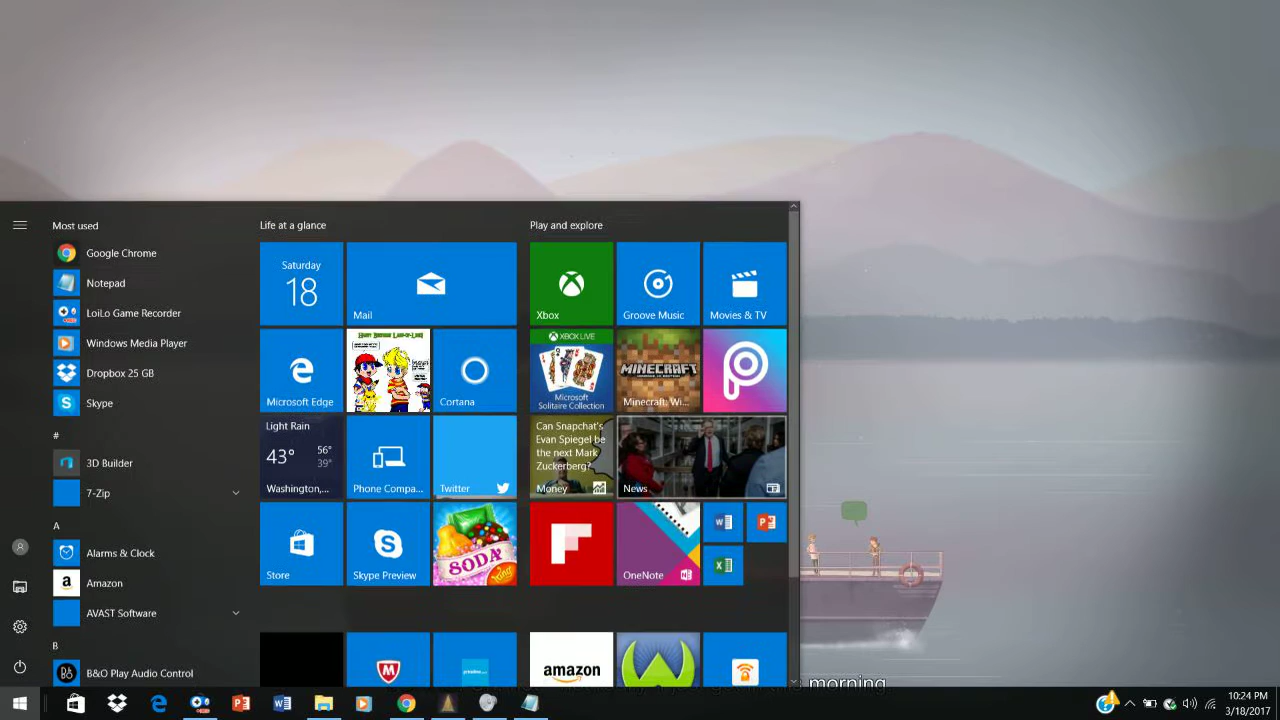 Most used
Google Chrome
Notepad
LoiLo Game Recorder
Windows Media Player
Dropbox 25 GB
Skype
#
3D Builder
7-Zip
A
Alarms & Clock
Amazon
AVAST Software
B
B&O Play Audio Control
Life at a glance
Saturday
18
Mail
Microsoft Edge
Cortana
Light Rain
43°
56°
39°
Washington,...
Phone Compa...
Twitter
Store
Skype Preview
SODA
King
Play and explore
Xbox
Groove Music
Movies & TV
XBOX LIVE
Microsoft
Solitaire Collection
MINECRAFT
Minecraft: Wi...
Can Snapchat's
Evan Spiegel be
the next Mark
Zuckerberg?
Money
News
OneNote
amazon
morning
10:24 PM
3/18/2017